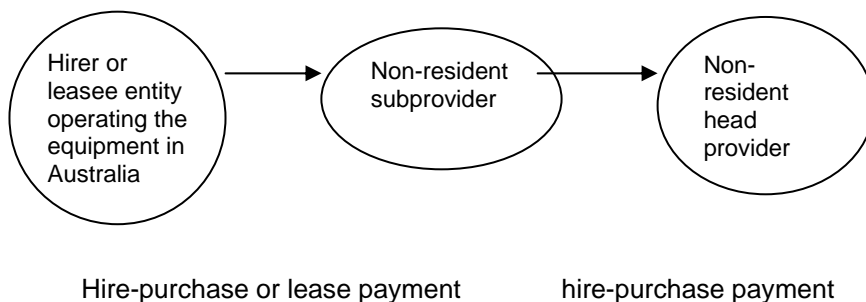 Hirer or
leasee entity
operating the
equipment in
Australia
Non-resident
subprovider
Non-
resident
head
provider
Hire-purchase or lease payment
hire-purchase payment